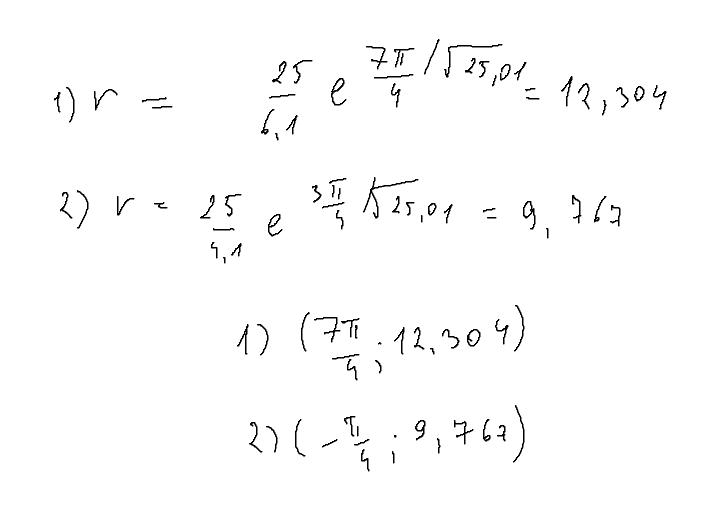 1) r = 25/6,1 e^(7π/4 / √25,01) = 12,304
2) r = 25/4,1 e^(3π/4 / √25,01) = 9,767
1) (7π/4 ; 12,304)
2) (-π/4 ; 9,767)